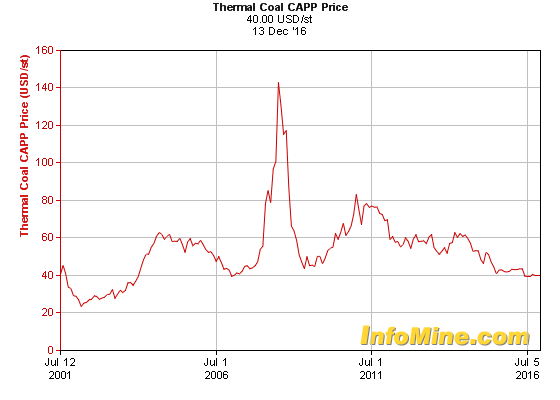 Thermal Coal CAPP Price
40.00 USD/st
13 Dec '16
Thermal Coal CAPP Price (USD/st)
160
140
120
100
80
60
40
20
0
InfoMine.com
Jul 12 Jul 1 Jul 1 Jul 5
2001 2006 2011 2016